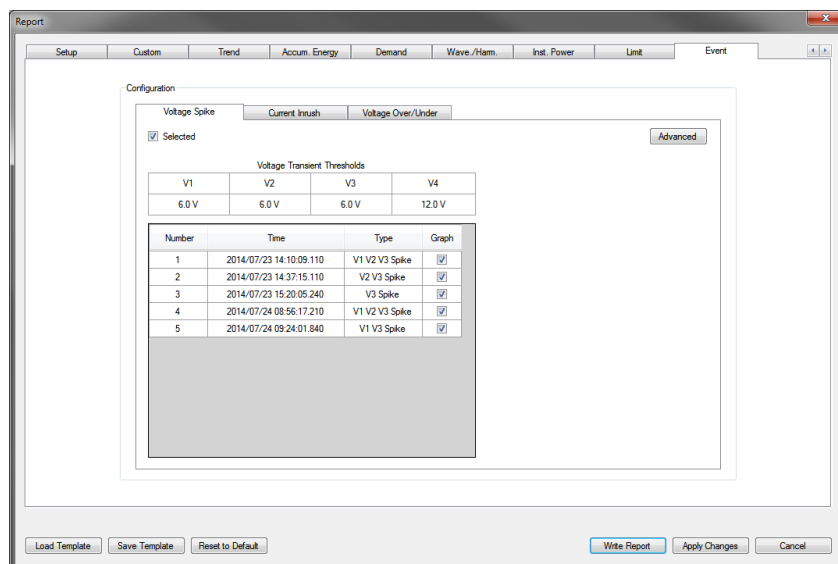 Report
Setup Custom Trend Accum. Energy Demand Wave./Harm. Inst. Power Limit Event
Configuration
Voltage Spike Current Inrush Voltage Over/Under
Selected Advanced
Voltage Transient Thresholds
V1 V2 V3 V4
6.0 V 6.0 V 6.0 V 12.0 V
Number Time Type Graph
1 2014/07/23 14:10:09.110 V1 V2 V3 Spike
2 2014/07/23 14:37:15.110 V2 V3 Spike
3 2014/07/23 15:20:05.240 V3 Spike
4 2014/07/24 08:56:17.210 V1 V2 V3 Spike
5 2014/07/24 09:24:01.840 V1 V3 Spike
Load Template Save Template Reset to Default Write Report Apply Changes Cancel